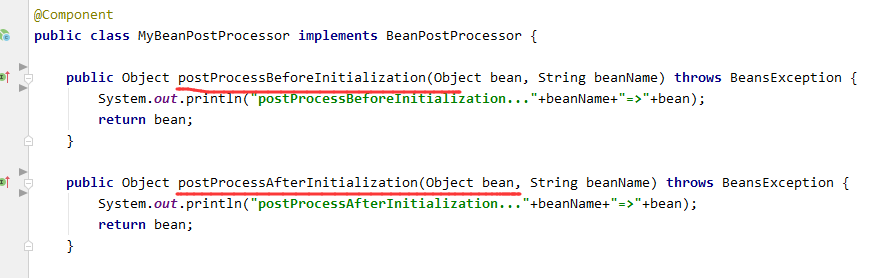 @Component
public class MyBeanPostProcessor implements BeanPostProcessor {
public Object postProcessBeforeInitialization(Object bean, String beanName) throws BeansException {
System.out.println("postProcessBeforeInitialization..."+beanName+"=>"+bean);
return bean;
}
public Object postProcessAfterInitialization(Object bean, String beanName) throws BeansException {
System.out.println("postProcessAfterInitialization..."+beanName+"=>"+bean);
return bean;
}